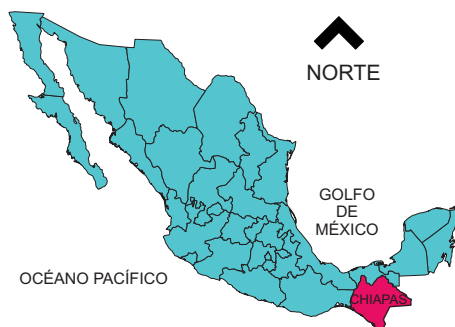 NORTE
GOLFO
DE
MÉXICO
OCÉANO PACÍFICO
CHIAPAS